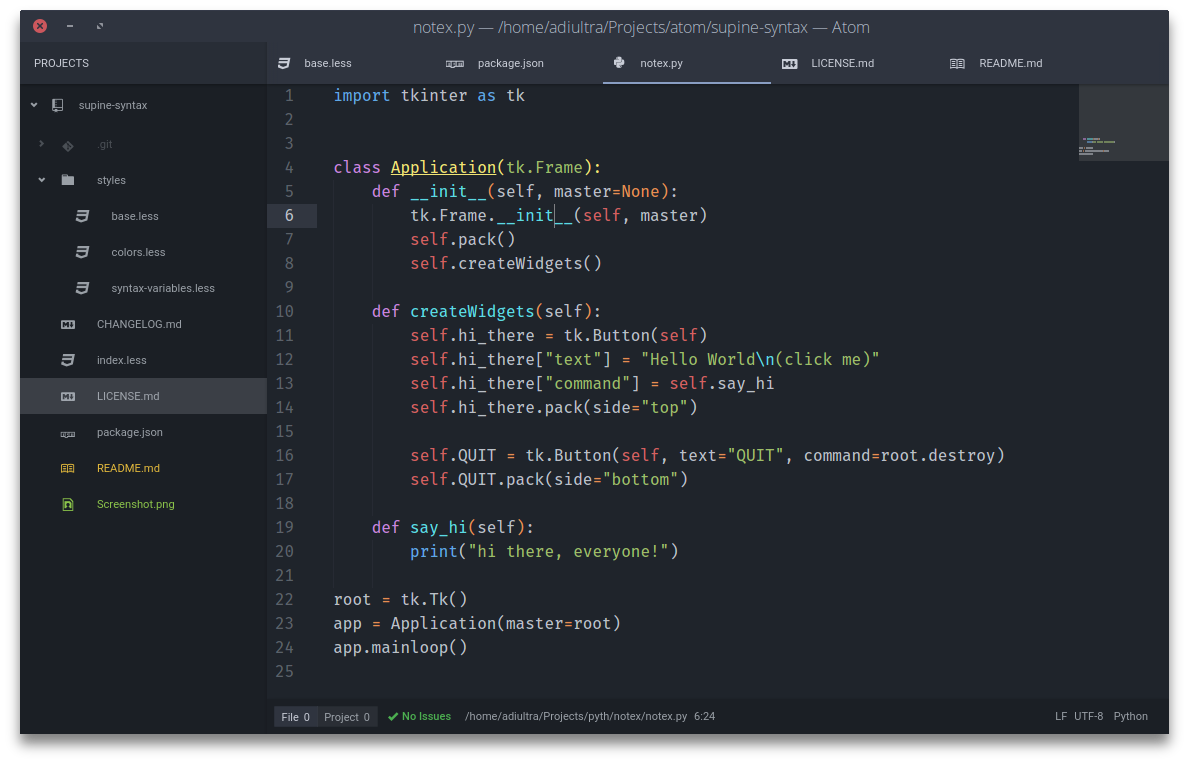 notex.py — /home/adiultra/Projects/atom/supine-syntax — Atom
PROJECTS
base.less
package.json
notex.py
LICENSE.md
README.md
supine-syntax
.git
styles
base.less
colors.less
syntax-variables.less
CHANGELOG.md
index.less
LICENSE.md
package.json
README.md
Screenshot.png
1 import tkinter as tk
2
3
4 class Application(tk.Frame):
5     def __init__(self, master=None):
6         tk.Frame.__init__(self, master)
7         self.pack()
8         self.createWidgets()
9
10     def createWidgets(self):
11         self.hi_there = tk.Button(self)
12         self.hi_there["text"] = "Hello World\n(click me)"
13         self.hi_there["command"] = self.say_hi
14         self.hi_there.pack(side="top")
15
16         self.QUIT = tk.Button(self, text="QUIT", command=root.destroy)
17         self.QUIT.pack(side="bottom")
18
19     def say_hi(self):
20         print("hi there, everyone!")
21
22 root = tk.Tk()
23 app = Application(master=root)
24 app.mainloop()
25
File 0 Project 0 No Issues /home/adiultra/Projects/pyth/notex/notex.py 6:24 LF UTF-8 Python